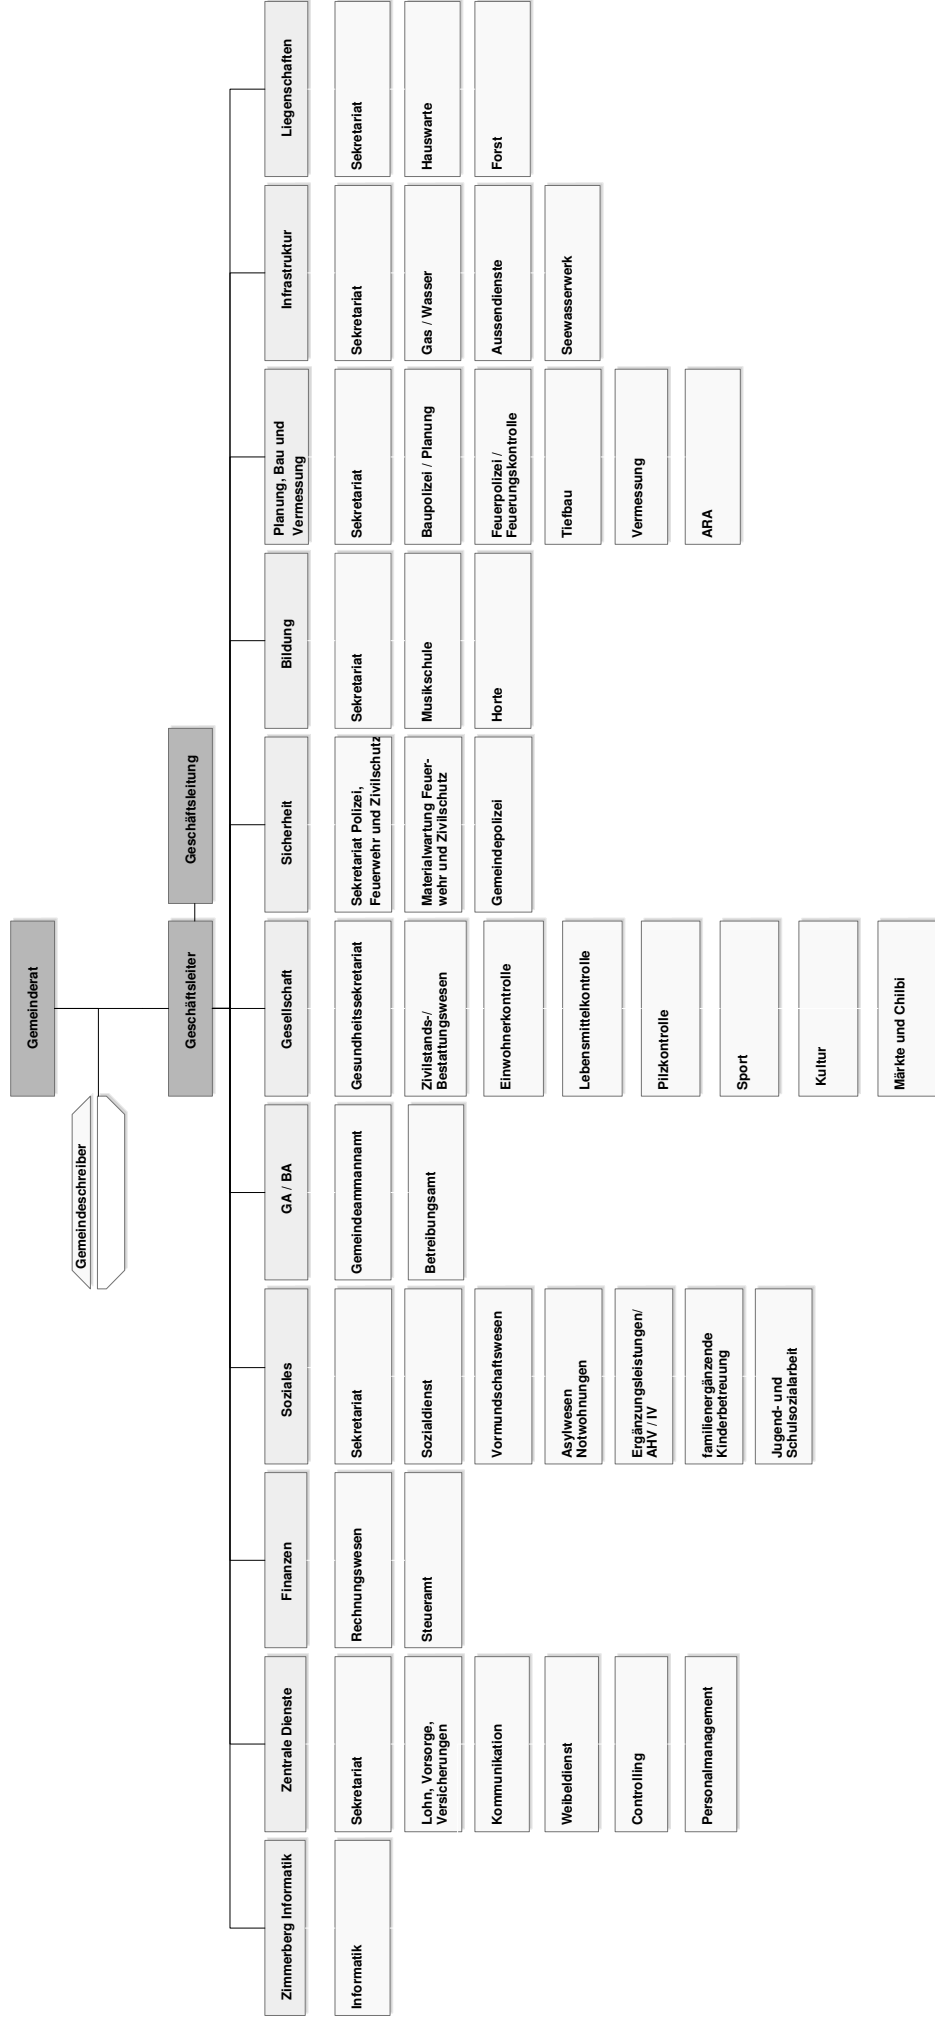 Gemeinderat
Gemeindeschreiber
Geschäftsleiter
Geschäftsleitung
Zimmerberg Informatik
Informatik
Zentrale Dienste
Sekretariat
Lohn, Vorsorge,
Versicherungen
Kommunikation
Weibeldienst
Controlling
Personalmanagement
Finanzen
Rechnungswesen
Steueramt
Soziales
Sekretariat
Sozialdienst
Vormundschaftswesen
Asylwesen
Notwohnungen
Ergänzungsleistungen/
AHV / IV
familienergänzende
Kinderbetreuung
Jugend- und
Schulsozialarbeit
GA / BA
Gemeindeammannamt
Betreibungsamt
Gesellschaft
Gesundheitssekretariat
Zivilstands-/
Bestattungswesen
Einwohnerkontrolle
Lebensmittelkontrolle
Pilzkontrolle
Sport
Kultur
Märkte und Chilbi
Sicherheit
Sekretariat Polizei,
Feuerwehr und Zivilschutz
Materialwartung Feuer-
wehr und Zivilschutz
Gemeindepolizei
Bildung
Sekretariat
Musikschule
Horte
Planung, Bau und
Vermessung
Sekretariat
Baupolizei / Planung
Feuerpolizei /
Feuerungskontrolle
Tiefbau
Vermessung
ARA
Infrastruktur
Sekretariat
Gas / Wasser
Aussendienste
Seewasserwerk
Liegenschaften
Sekretariat
Hauswarte
Forst